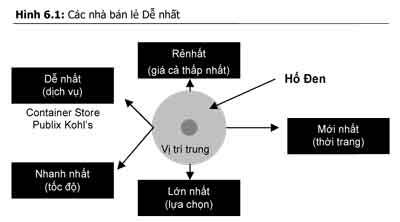 Hình 6.1: Các nhà bán lẻ Dễ nhất
Rẻnhất
(giá cả thấp nhất)
Dễ nhất
(dịch vụ)
Hố Đen
Container Store
Publix Kohl's
Mới nhất
(thời trang)
Vị trí trung
Nhanh nhất
(tốc độ)
Lớn nhất
(lựa chọn)